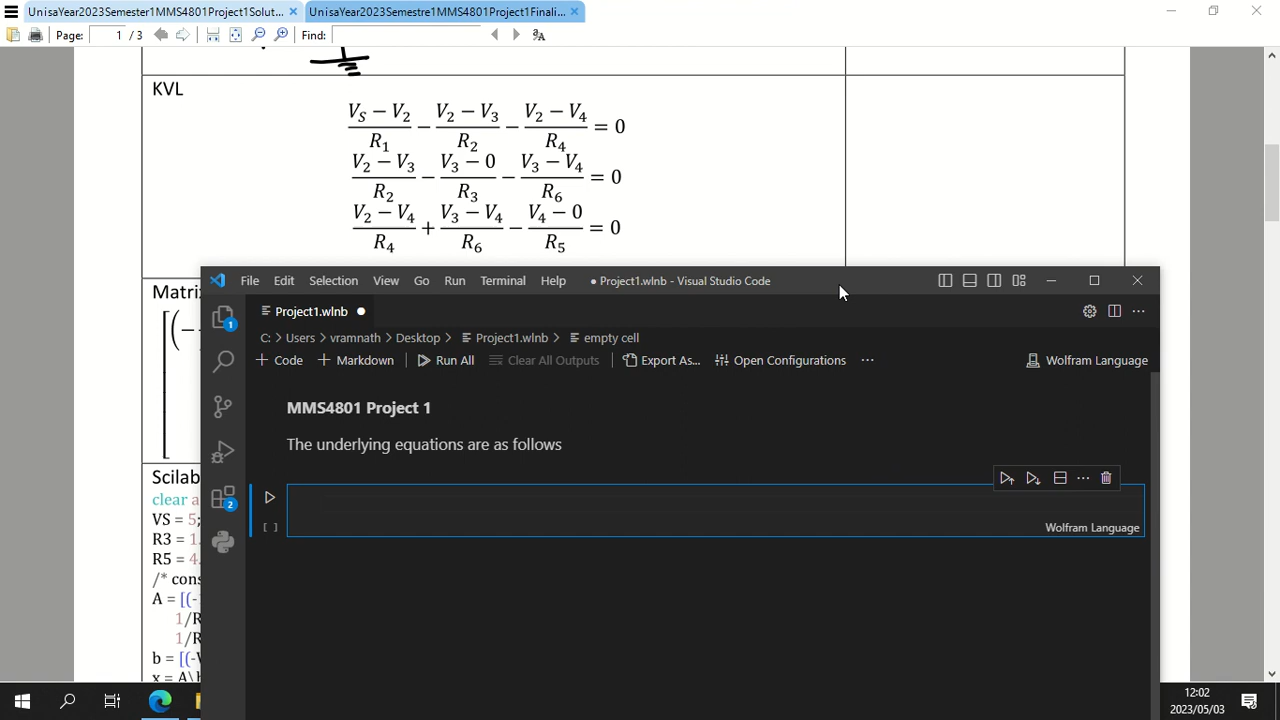 UnisaYear2023Semester1MMS4801Project1Solut... × UnisaYear2023Semestre1MMS4801Project1Finali... ×
Page: 1 / 3 Find:
KVL
(V_S − V_2)/R_1 − (V_2 − V_3)/R_2 − (V_2 − V_4)/R_4 = 0
(V_2 − V_3)/R_2 − (V_3 − 0)/R_3 − (V_3 − V_4)/R_6 = 0
(V_2 − V_4)/R_4 + (V_3 − V_4)/R_6 − (V_4 − 0)/R_5 = 0
File Edit Selection View Go Run Terminal Help ● Project1.wlnb - Visual Studio Code
Project1.wlnb
C: > Users > vramnath > Desktop > Project1.wlnb > empty cell
+ Code + Markdown Run All Clear All Outputs Export As... Open Configurations ··· Wolfram Language
MMS4801 Project 1
The underlying equations are as follows
[ ] Wolfram Language
1
2
Matri
Scilab
clear a
VS = 5;
R3 = 1.
R5 = 4.
/* cons
A = [(-
1/R
1/R
b = [(-V
x = A\b
12:02
2023/05/03